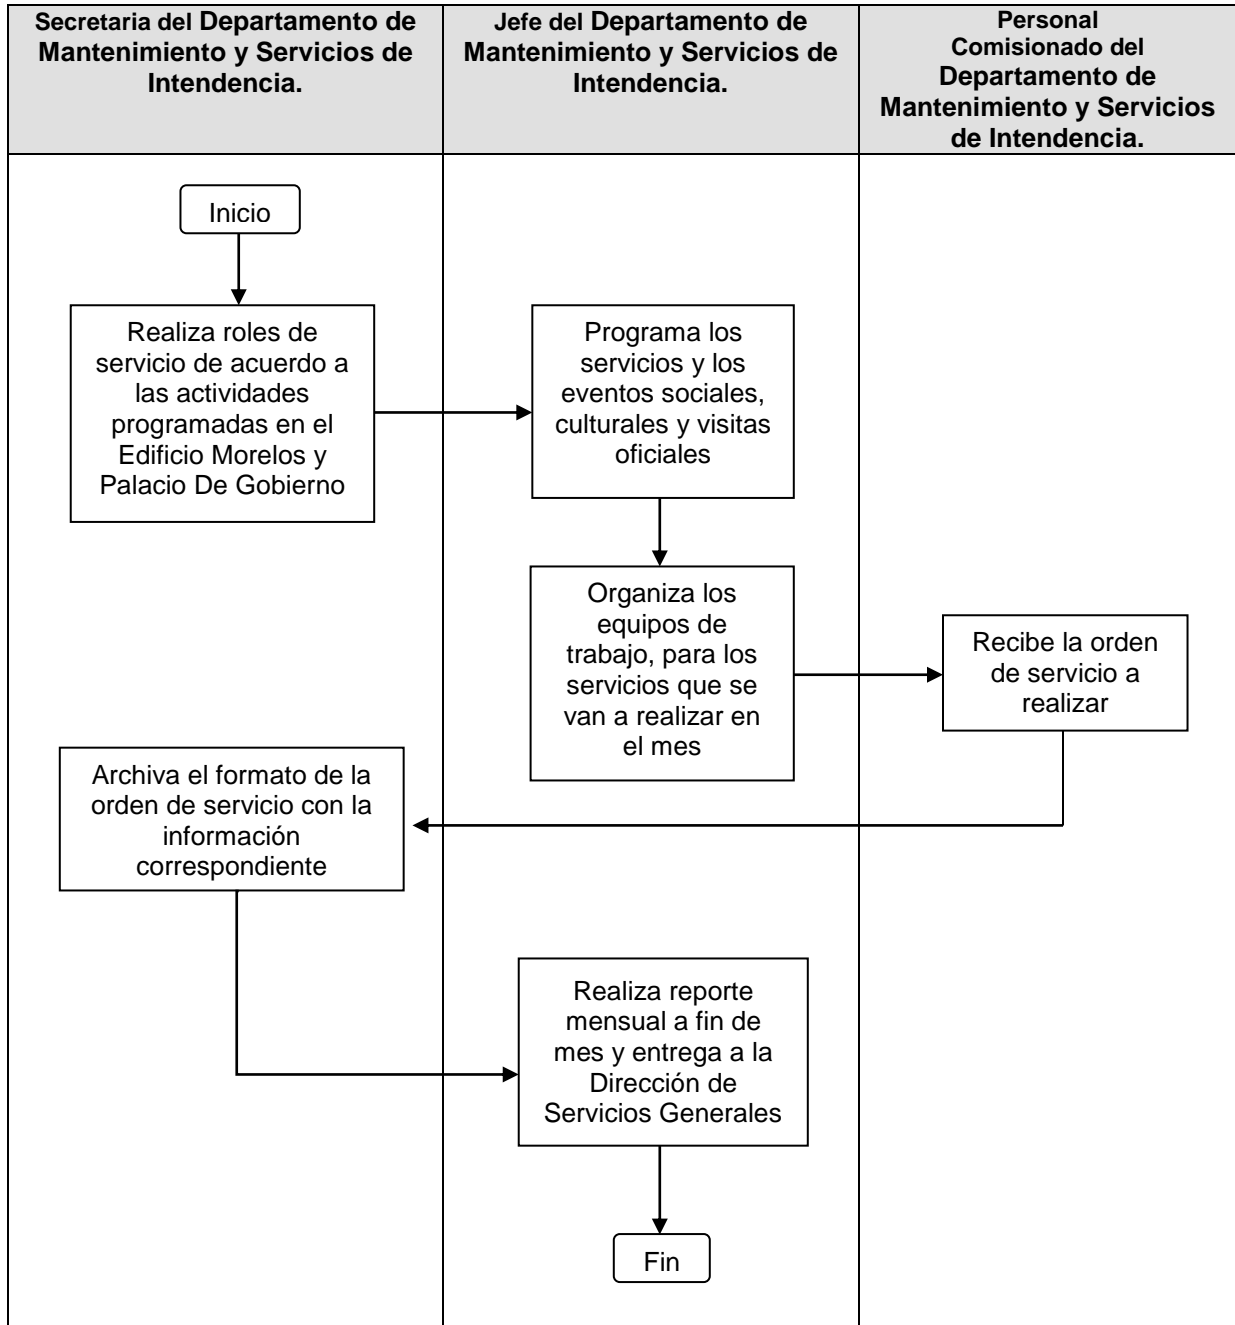 Secretaria del Departamento de
Mantenimiento y Servicios de
Intendencia.
Jefe del Departamento de
Mantenimiento y Servicios de
Intendencia.
Personal
Comisionado del
Departamento de
Mantenimiento y Servicios
de Intendencia.
Inicio
Realiza roles de
servicio de acuerdo a
las actividades
programadas en el
Edificio Morelos y
Palacio De Gobierno
Programa los
servicios y los
eventos sociales,
culturales y visitas
oficiales
Organiza los
equipos de
trabajo, para los
servicios que se
van a realizar en
el mes
Recibe la orden
de servicio a
realizar
Archiva el formato de la
orden de servicio con la
información
correspondiente
Realiza reporte
mensual a fin de
mes y entrega a la
Dirección de
Servicios Generales
Fin